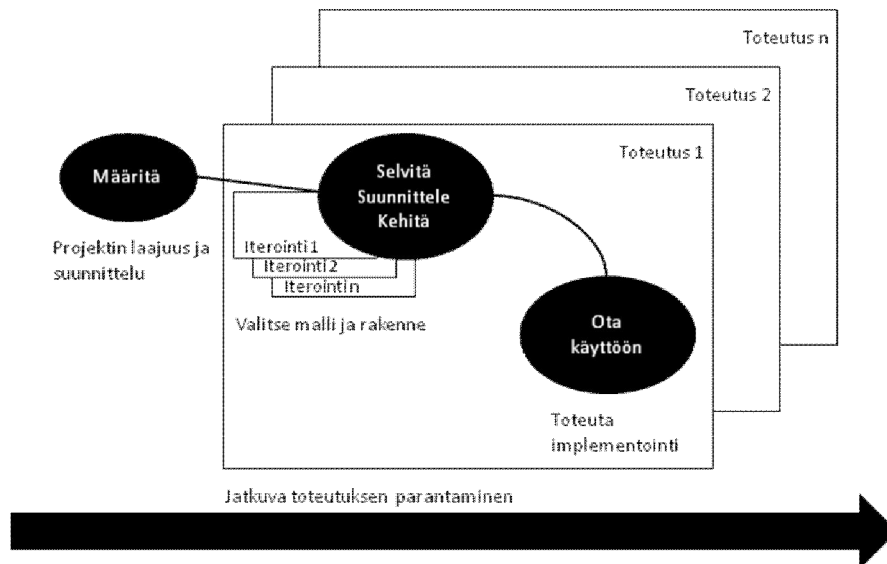 Toteutus n
Toteutus 2
Toteutus 1
Määritä
Projektin laajuus ja
suunnittelu
Selvitä
Suunnittele
Kehitä
Iterointi 1
Iterointi 2
Iterointi n
Valitse malli ja rakenne
Ota
käyttöön
Toteuta
implementointi
Jatkuva toteutuksen parantaminen